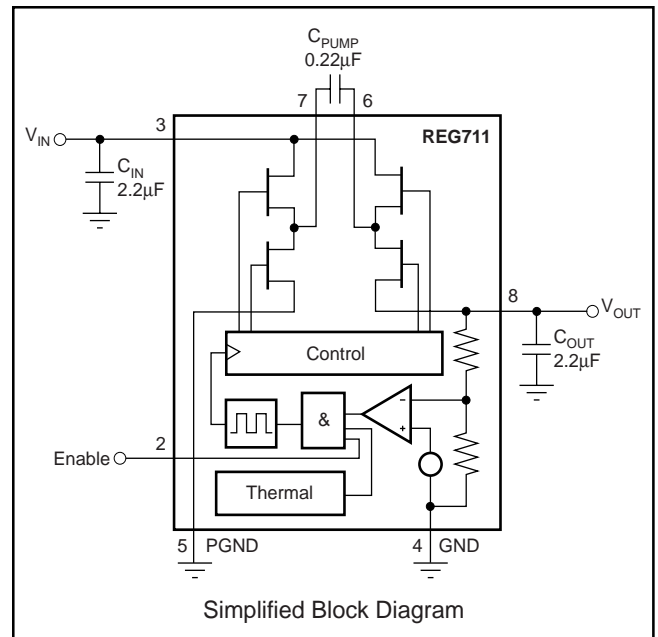 C_PUMP
0.22μF
7 6
V_IN 3 REG711
C_IN
2.2μF
8
V_OUT
C_OUT
2.2μF
Control
&
-
+
2
Enable
Thermal
5 PGND 4 GND
Simplified Block Diagram